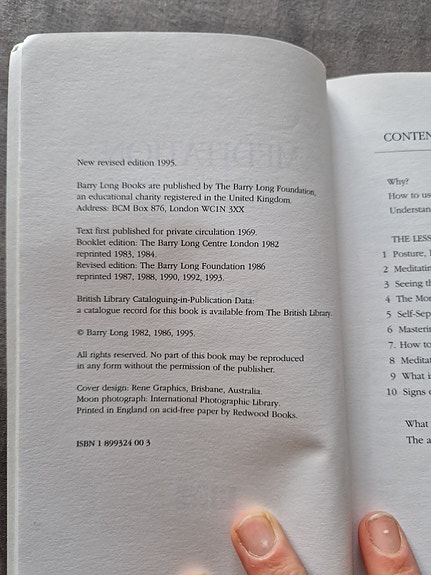 New revised edition 1995.
Barry Long Books are published by The Barry Long Foundation,
an educational charity registered in the United Kingdom.
Address: BCM Box 876, London WC1N 3XX
Text first published for private circulation 1969.
Booklet edition: The Barry Long Centre London 1982
reprinted 1983, 1984.
Revised edition: The Barry Long Foundation 1986
reprinted 1987, 1988, 1990, 1992, 1993.
British Library Cataloguing-in-Publication Data:
a catalogue record for this book is available from The British Library.
© Barry Long 1982, 1986, 1995.
All rights reserved. No part of this book may be reproduced
in any form without the permission of the publisher.
Cover design: Rene Graphics, Brisbane, Australia.
Moon photograph: International Photographic Library.
Printed in England on acid-free paper by Redwood Books.
ISBN 1 899324 00 3
CONTEN
Why?
How to us
Understan
THE LESS
1 Posture,
2 Meditatin
3 Seeing th
4 The Mo
5 Self-Sep
6 Masterin
7. How to
8 Meditat
9 What i
10 Signs o
What
The a